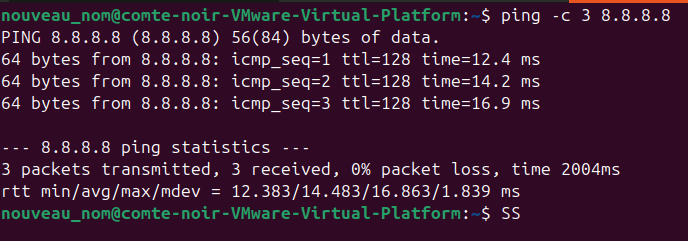 nouveau_nom@comte-noir-VMware-Virtual-Platform:~$ ping -c 3 8.8.8.8
PING 8.8.8.8 (8.8.8.8) 56(84) bytes of data.
64 bytes from 8.8.8.8: icmp_seq=1 ttl=128 time=12.4 ms
64 bytes from 8.8.8.8: icmp_seq=2 ttl=128 time=14.2 ms
64 bytes from 8.8.8.8: icmp_seq=3 ttl=128 time=16.9 ms

--- 8.8.8.8 ping statistics ---
3 packets transmitted, 3 received, 0% packet loss, time 2004ms
rtt min/avg/max/mdev = 12.383/14.483/16.863/1.839 ms
nouveau_nom@comte-noir-VMware-Virtual-Platform:~$ SS